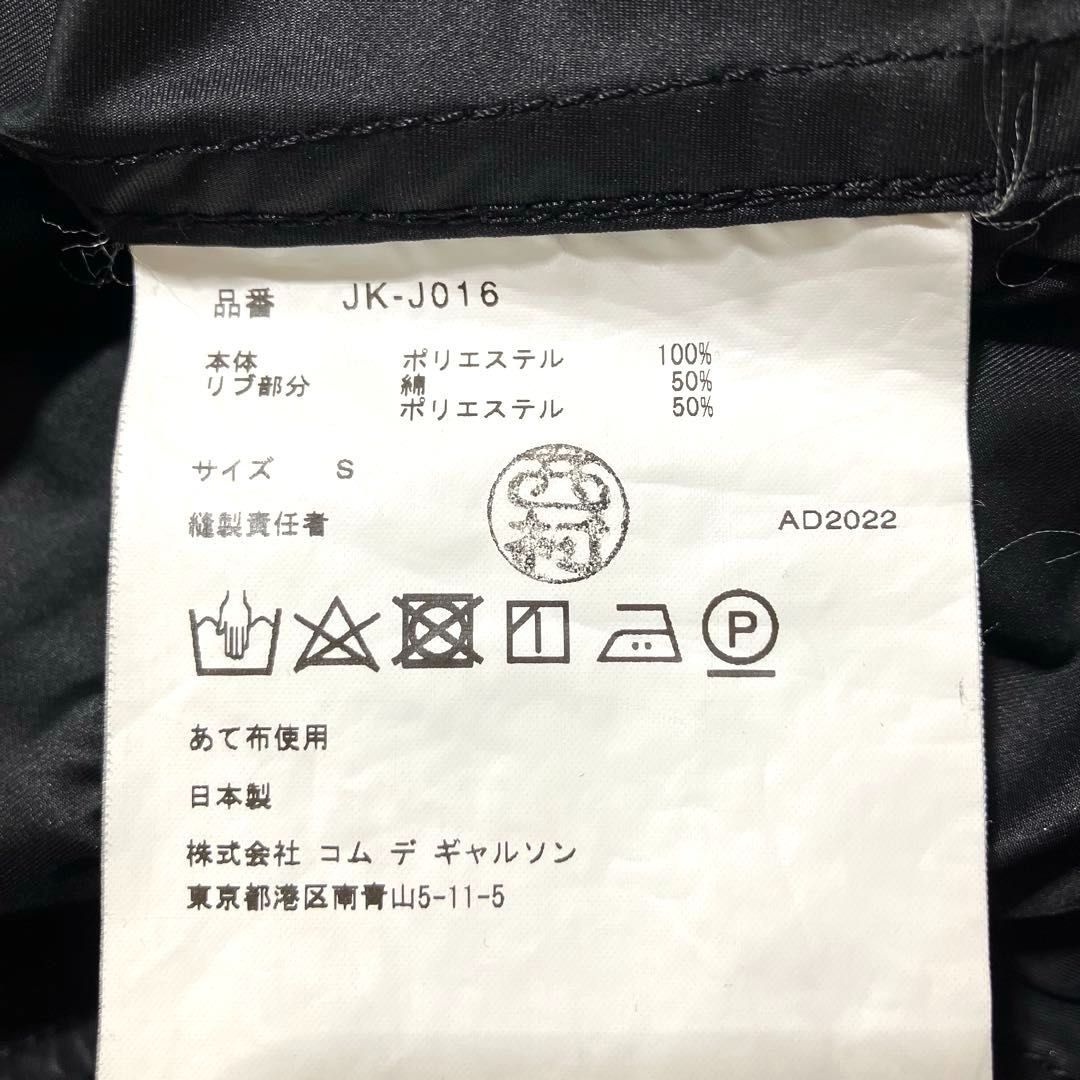 品番 JK-J016
本体 ポリエステル 100%
リブ部分 綿 50%
ポリエステル 50%
サイズ S
縫製責任者
AD2022
P
あて布使用
日本製
株式会社 コム デ ギャルソン
東京都港区南青山5-11-5